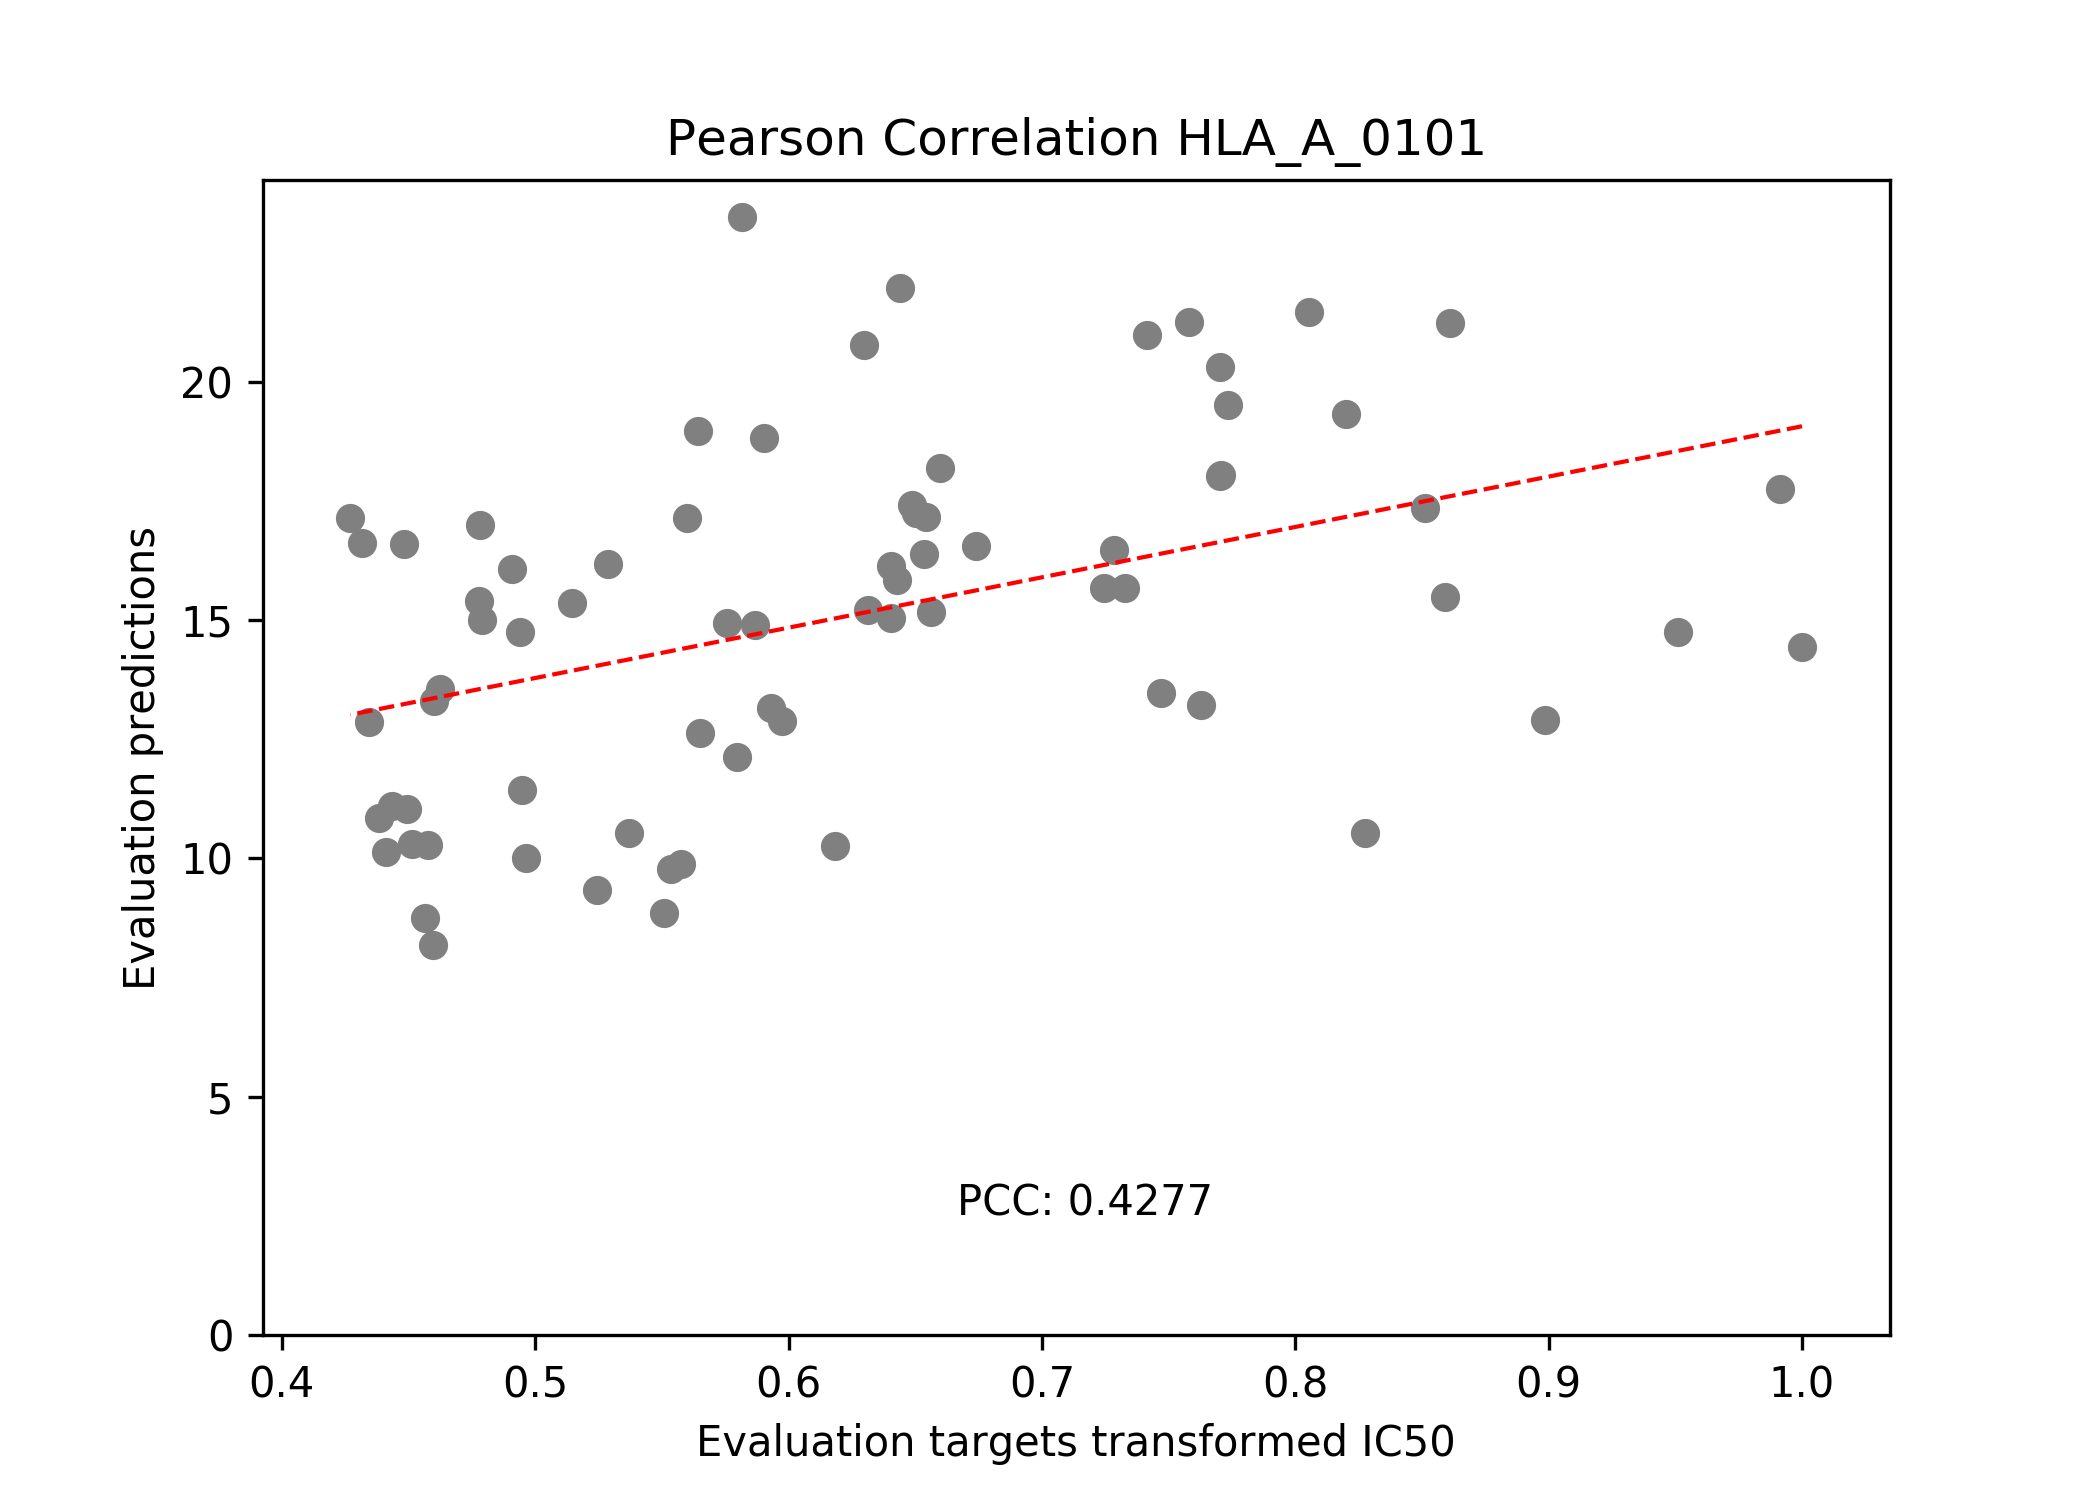 Pearson Correlation HLA_A_0101
Evaluation predictions
20
15
10
5
0
PCC: 0.4277
0.4 0.5 0.6 0.7 0.8 0.9 1.0
Evaluation targets transformed IC50